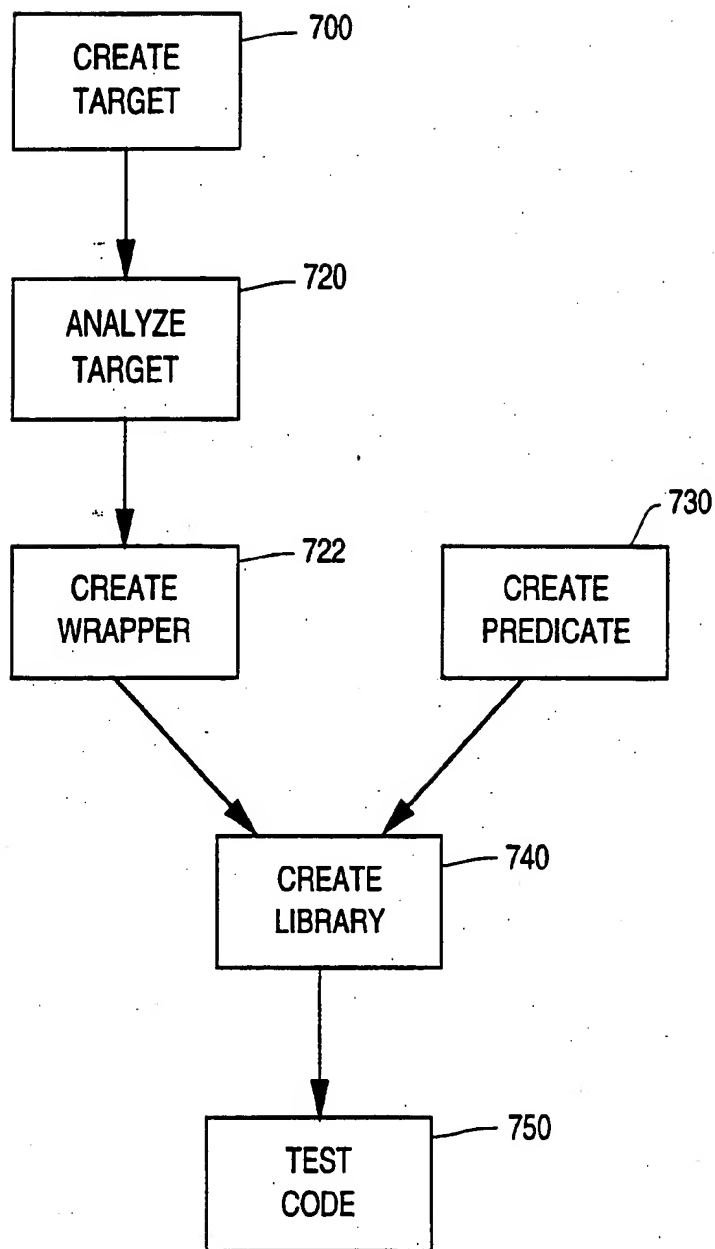 CREATE
TARGET
700
ANALYZE
TARGET
720
CREATE
WRAPPER
722
CREATE
PREDICATE
730
CREATE
LIBRARY
740
TEST
CODE
750